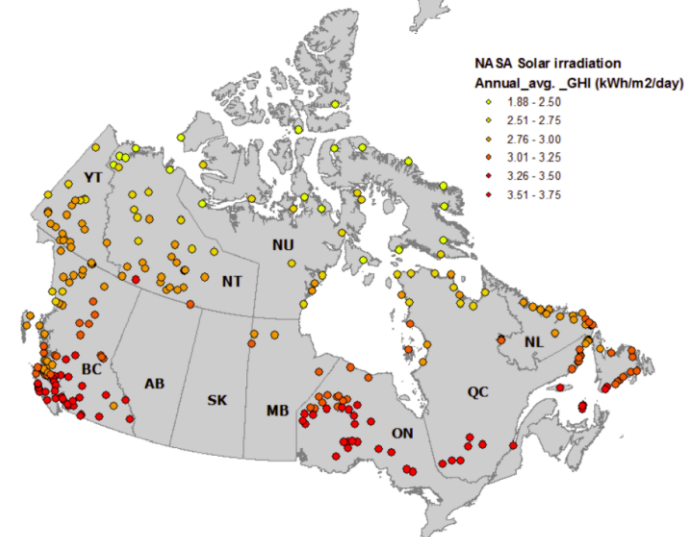 NASA Solar irradiation
Annual_avg. _GHI (kWh/m2/day)
1.88 - 2.50
2.51 - 2.75
2.76 - 3.00
3.01 - 3.25
3.26 - 3.50
3.51 - 3.75
YT
NU
NT
NL
BC
AB
SK
MB
QC
ON